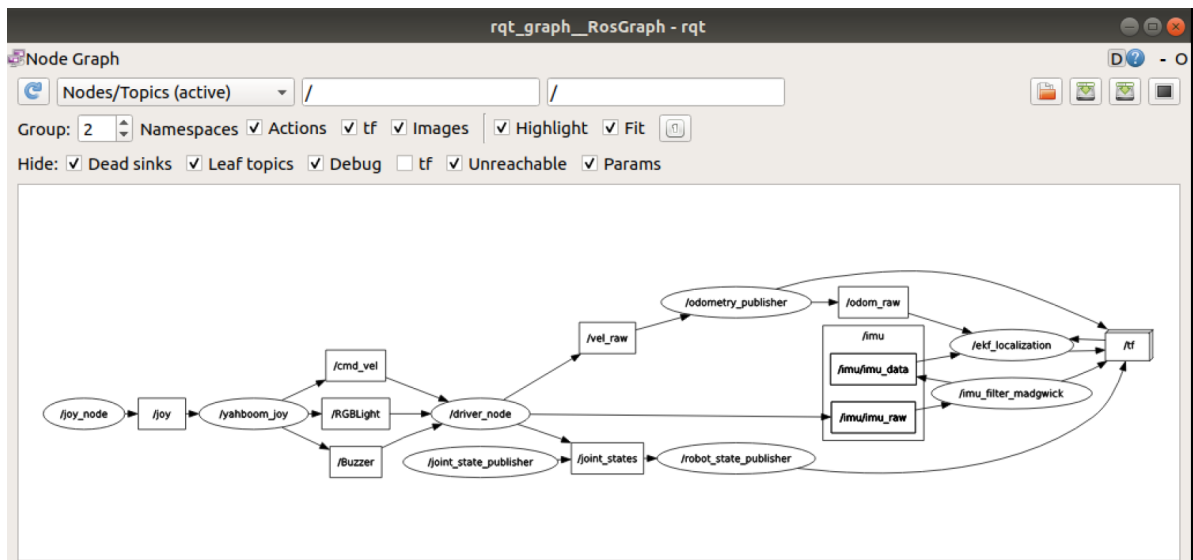 rqt_graph__RosGraph - rqt
Node Graph
D
- O
Nodes/Topics (active)
/
/
Group: 2 Namespaces Actions tf Images Highlight Fit
Hide: Dead sinks Leaf topics Debug tf Unreachable Params
/odometry_publisher
/odom_raw
/vel_raw
/imu
/ekf_localization
/tf
/cmd_vel
/imu/imu_data
/imu_filter_madgwick
/joy_node
/joy
/yahboom_joy
/RGBLight
/driver_node
/imu/imu_raw
/Buzzer
/joint_state_publisher
/joint_states
/robot_state_publisher